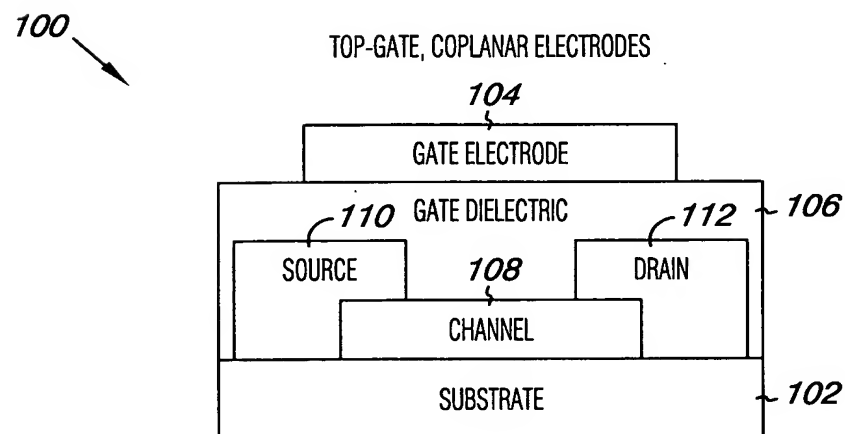 100
TOP-GATE, COPLANAR ELECTRODES
104
GATE ELECTRODE
GATE DIELECTRIC
106
110
112
SOURCE
DRAIN
108
CHANNEL
SUBSTRATE
102